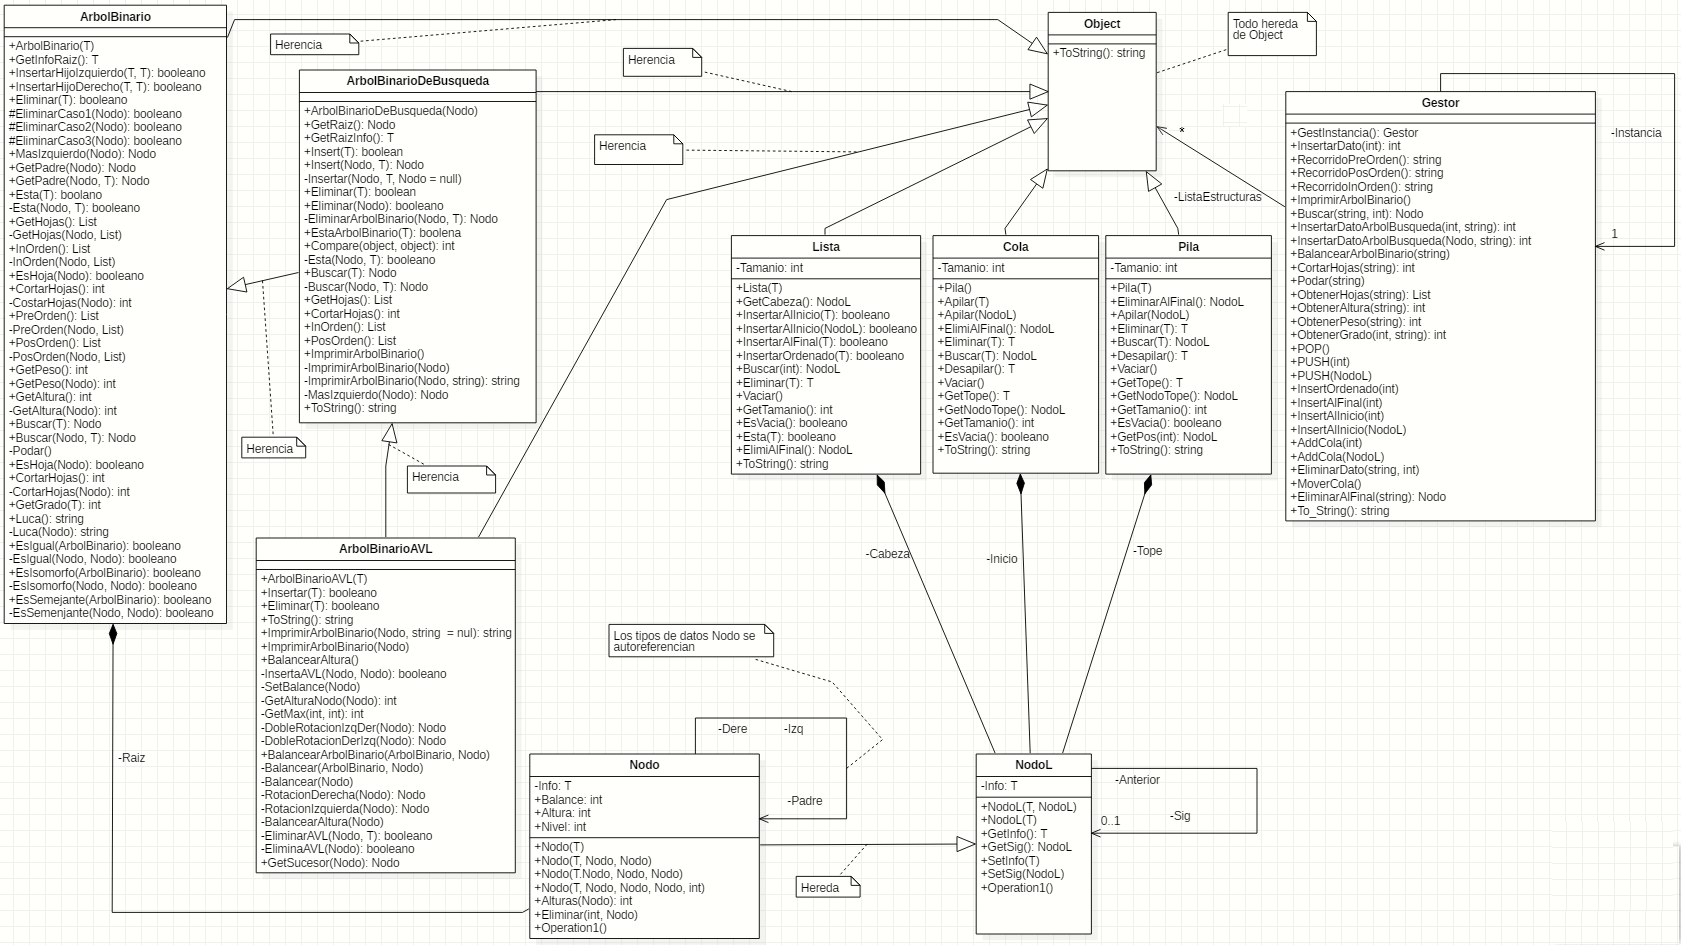 ArbolBinario
+ArbolBinario(T)
+GetInfoRaiz(): T
+InsertarHijoIzquierdo(T, T): booleano
+InsertarHijoDerecho(T, T): booleano
+Eliminar(T): booleano
#EliminarCaso1(Nodo): booleano
#EliminarCaso2(Nodo): booleano
#EliminarCaso3(Nodo): booleano
+MasIzquierdo(Nodo): Nodo
+GetPadre(Nodo): Nodo
+GetPadre(Nodo, T): Nodo
+Esta(T): boolano
-Esta(Nodo, T): booleano
+GetHojas(): List
-GetHojas(Nodo, List)
+InOrden(): List
-InOrden(Nodo, List)
+EsHoja(Nodo): booleano
+CortarHojas(): int
-CostarHojas(Nodo): int
+PreOrden(): List
-PreOrden(Nodo, List)
+PosOrden(): List
-PosOrden(Nodo, List)
+GetPeso(): int
+GetPeso(Nodo): int
+GetAltura(): int
-GetAltura(Nodo): int
+Buscar(T): Nodo
+Buscar(Nodo, T): Nodo
-Podar()
+EsHoja(Nodo): booleano
+CortarHojas(): int
-CortarHojas(Nodo): int
+GetGrado(T): int
+Luca(): string
-Luca(Nodo): string
+EsIgual(ArbolBinario): booleano
-EsIgual(Nodo, Nodo): booleano
+EsIsomorfo(ArbolBinario): booleano
-EsIsomorfo(Nodo, Nodo): booleano
+EsSemejante(ArbolBinario): booleano
-EsSemenjante(Nodo, Nodo): booleano
Herencia
ArbolBinarioDeBusqueda
+ArbolBinarioDeBusqueda(Nodo)
+GetRaiz(): Nodo
+GetRaizInfo(): T
+Insert(T): boolean
+Insert(Nodo, T): Nodo
-Insertar(Nodo, T, Nodo = null)
+Eliminar(T): boolean
+Eliminar(Nodo): booleano
-EliminarArbolBinario(Nodo, T): Nodo
+EstaArbolBinario(T): boolena
+Compare(object, object): int
-Esta(Nodo, T): booleano
+Buscar(T): Nodo
-Buscar(Nodo, T): Nodo
+GetHojas(): List
+CortarHojas(): int
+InOrden(): List
+PosOrden(): List
+ImprimirArbolBinario()
-ImprimirArbolBinario(Nodo)
-ImprimirArbolBinario(Nodo, string): string
-MasIzquierdo(Nodo): Nodo
+ToString(): string
Herencia
Herencia
Herencia
Herencia
Object
+ToString(): string
Todo hereda
de Object
Gestor
+GestInstancia(): Gestor
+InsertarDato(int): int
+RecorridoPreOrden(): string
+RecorridoPosOrden(): string
+RecorridoInOrden(): string
+ImprimirArbolBinario()
+Buscar(string, int): Nodo
+InsertarDatoArbolBusqueda(int, string): int
+InsertarDatoArbolBusqueda(Nodo, string): int
+BalancearArbolBinario(string)
+CortarHojas(string): int
+Podar(string)
+ObtenerHojas(string): List
+ObtenerAltura(string): int
+ObtenerPeso(string): int
+ObtenerGrado(int, string): int
+POP()
+PUSH(int)
+PUSH(NodoL)
+InsertOrdenado(int)
+InsertAlFinal(int)
+InsertAlInicio(int)
+InsertAlInicio(NodoL)
+AddCola(int)
+AddCola(NodoL)
+EliminarDato(string, int)
+MoverCola()
+EliminarAlFinal(string): Nodo
+To_String(): string
-Instancia
1
*
-ListaEstructuras
Lista
-Tamanio: int
+Lista(T)
+GetCabeza(): NodoL
+InsertarAlInicio(T): booleano
+InsertarAlInicio(NodoL): booleano
+InsertarAlFinal(T): booleano
+InsertarOrdenado(T): booleano
+Buscar(int): NodoL
+Eliminar(T): T
+Vaciar()
+GetTamanio(): int
+EsVacia(): booleano
+Esta(T): booleano
+ElimiAlFinal(): NodoL
+ToString(): string
Cola
-Tamanio: int
+Pila()
+Apilar(T)
+Apilar(NodoL)
+ElimiAlFinal(): NodoL
+Eliminar(T): T
+Buscar(T): NodoL
+Desapilar(): T
+Vaciar()
+GetTope(): T
+GetNodoTope(): NodoL
+GetTamanio(): int
+EsVacia(): booleano
+ToString(): string
Pila
-Tamanio: int
+Pila(T)
+EliminarAlFinal(): NodoL
+Apilar(NodoL)
+Eliminar(T): T
+Buscar(T): NodoL
+Desapilar(): T
+Vaciar()
+GetTope(): T
+GetNodoTope(): NodoL
+GetTamanio(): int
+EsVacia(): booleano
+GetPos(int): NodoL
+ToString(): string
ArbolBinarioAVL
+ArbolBinarioAVL(T)
+Insertar(T): booleano
+Eliminar(T): booleano
+ToString(): string
+ImprimirArbolBinario(Nodo, string = nul): string
+ImprimirArbolBinario(Nodo)
+BalancearAltura()
-InsertaAVL(Nodo, Nodo): booleano
-SetBalance(Nodo)
-GetAlturaNodo(Nodo): int
-GetMax(int, int): int
-DobleRotacionIzqDer(Nodo): Nodo
-DobleRotacionDerIzq(Nodo): Nodo
+BalancearArbolBinario(ArbolBinario, Nodo)
-Balancear(ArbolBinario, Nodo)
-Balancear(Nodo)
-RotacionDerecha(Nodo): Nodo
-RotacionIzquierda(Nodo): Nodo
-BalancearAltura(Nodo)
-EliminarAVL(Nodo, T): booleano
-EliminaAVL(Nodo): booleano
+GetSucesor(Nodo): Nodo
-Raiz
-Cabeza
-Inicio
-Tope
Los tipos de datos Nodo se
autoreferencian
-Dere
-Izq
-Padre
Nodo
-Info: T
+Balance: int
+Altura: int
+Nivel: int
+Nodo(T)
+Nodo(T, Nodo, Nodo)
+Nodo(T.Nodo, Nodo, Nodo)
+Nodo(T, Nodo, Nodo, Nodo, int)
+Alturas(Nodo): int
+Eliminar(int, Nodo)
+Operation1()
Hereda
NodoL
-Info: T
+NodoL(T, NodoL)
+NodoL(T)
+GetInfo(): T
+GetSig(): NodoL
+SetInfo(T)
+SetSig(NodoL)
+Operation1()
-Anterior
-Sig
0..1